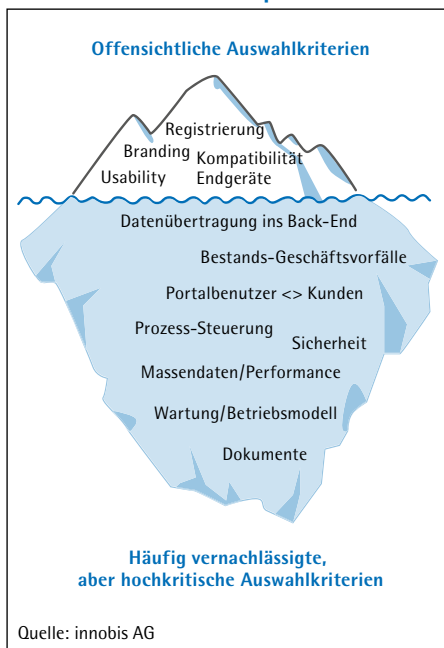 Offensichtliche Auswahlkriterien
Registrierung
Branding
Kompatibilität
Usability
Endgeräte
Datenübertragung ins Back-End
Bestands-Geschäftsvorfälle
Portalbenutzer <> Kunden
Prozess-Steuerung
Sicherheit
Massendaten/Performance
Wartung/Betriebsmodell
Dokumente
Häufig vernachlässigte,
aber hochkritische Auswahlkriterien
Quelle: innobis AG